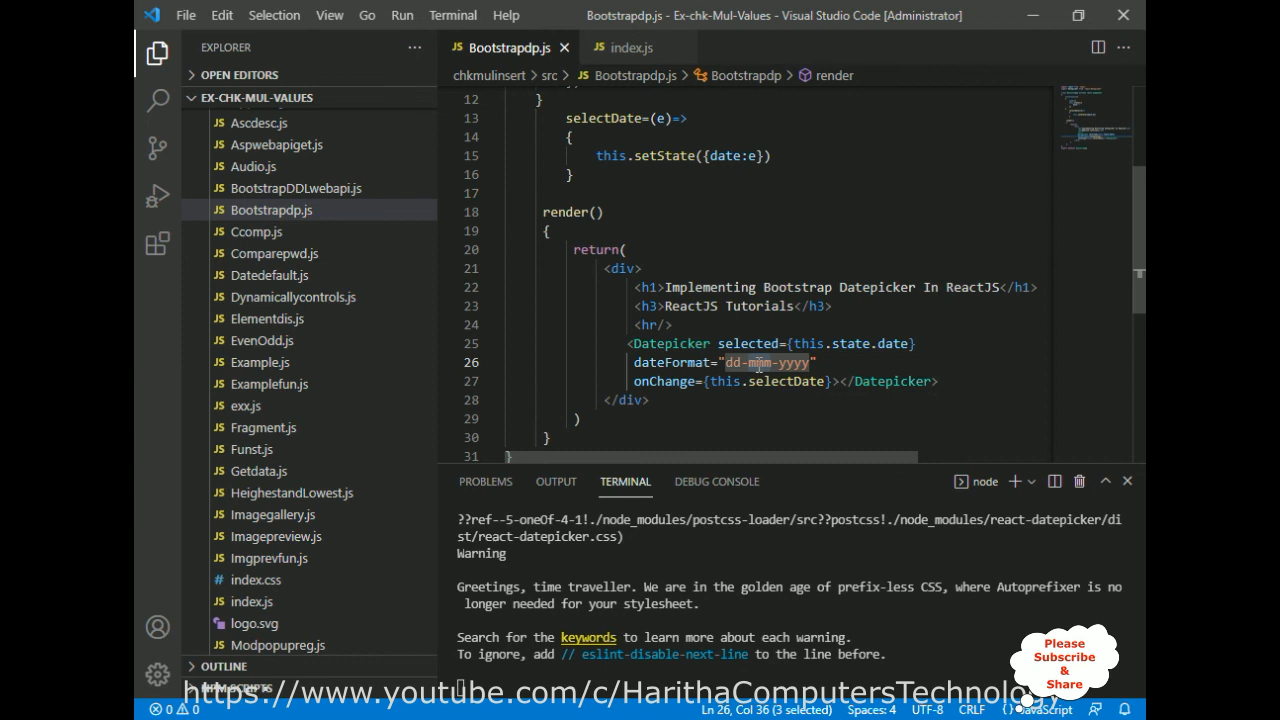 File Edit Selection View Go Run Terminal Help Bootstrapdp.js - Ex-chk-Mul-Values - Visual Studio Code [Administrator]
EXPLORER
Bootstrapdp.js index.js
OPEN EDITORS
chkmulinsert > src > Bootstrapdp.js > Bootstrapdp > render
EX-CHK-MUL-VALUES
Ascdesc.js
Aspwebapiget.js
Audio.js
BootstrapDDLwebapi.js
Bootstrapdp.js
Ccomp.js
Comparepwd.js
Datedefault.js
Dynamicallycontrols.js
Elementdis.js
EvenOdd.js
Example.js
Examplefun.js
exx.js
Fragment.js
Funst.js
Getdata.js
HeighestandLowest.js
Imagegallery.js
Imagepreview.js
Imgprevfun.js
index.css
index.js
logo.svg
Modpopupreg.js
OUTLINE
NPM SCRIPTS
12 }
13 selectDate=(e)=>
14 {
15 this.setState({date:e})
16 }
17
18 render()
19 {
20 return(
21 <div>
22 <h1>Implementing Bootstrap Datepicker In ReactJS</h1>
23 <h3>ReactJS Tutorials</h3>
24 <hr/>
25 <Datepicker selected={this.state.date}
26 dateFormat="dd-mmm-yyyy"
27 onChange={this.selectDate}></Datepicker>
28 </div>
29 )
30 }
31 }
PROBLEMS OUTPUT TERMINAL DEBUG CONSOLE node
??ref--5-oneOf-4-1!./node_modules/postcss-loader/src??postcss!./node_modules/react-datepicker/di
st/react-datepicker.css)
Warning
Greetings, time traveller. We are in the golden age of prefix-less CSS, where Autoprefixer is no
longer needed for your stylesheet.
Search for the keywords to learn more about each warning.
To ignore, add // eslint-disable-next-line to the line before.
Please
Subscribe
&
Share
https://www.youtube.com/c/HarithaComputersTechnology
0 0 Ln 26, Col 36 (3 selected) Spaces: 4 UTF-8 CRLF JavaScript